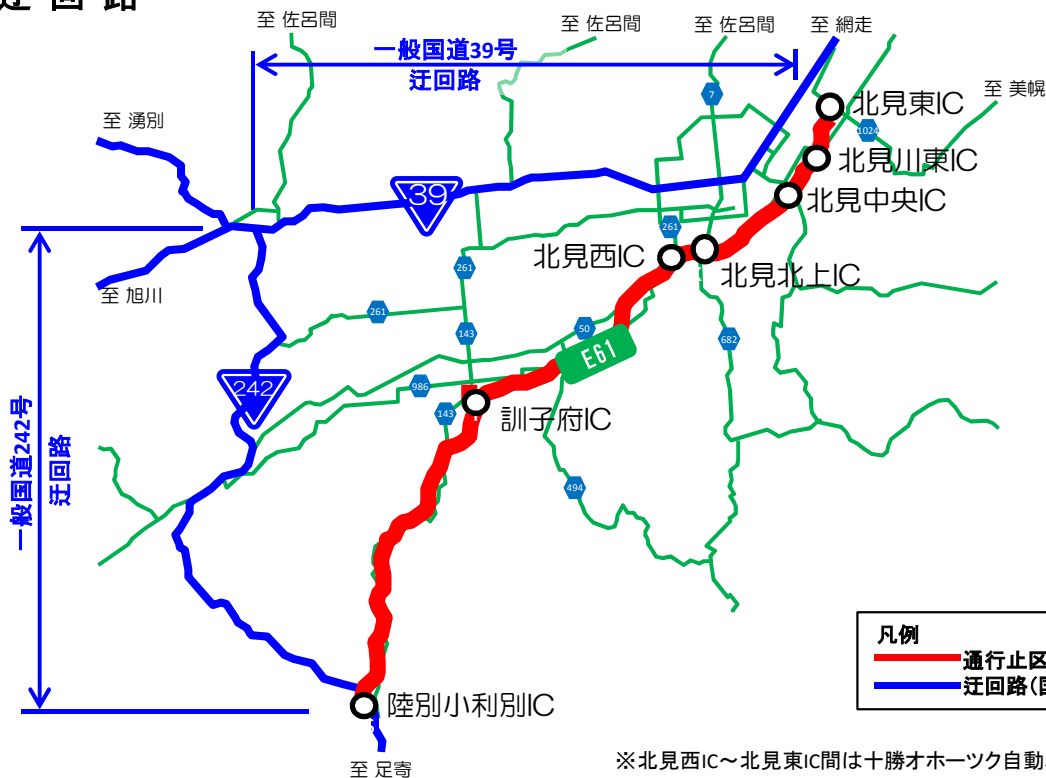 迂 回 路
至 佐呂間
至 佐呂間
至 佐呂間
至 網走
一般国道39号
迂回路
至 美幌
7
北見東IC
1024
至 湧別
北見川東IC
39
北見中央IC
261
北見西IC
北見北上IC
261
至 旭川
261
143
50
E61
682
242
986
143
訓子府IC
一般国道242号
迂回路
494
凡例
通行止区
迂回路(国
陸別小利別IC
至 足寄
※北見西IC～北見東IC間は十勝オホーツク自動